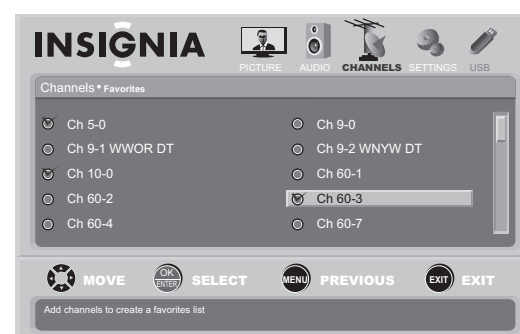 INSIGNIA
PICTURE AUDIO CHANNELS SETTINGS USB
Channels • Favorites
Ch 5-0 Ch 9-0
Ch 9-1 WWOR DT Ch 9-2 WNYW DT
Ch 10-0 Ch 60-1
Ch 60-2 Ch 60-3
Ch 60-4 Ch 60-7
MOVE OK ENTER SELECT MENU PREVIOUS EXIT EXIT
Add channels to create a favorites list